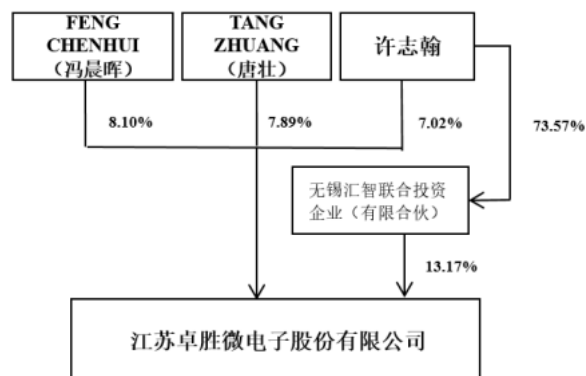 FENG
CHENHUI
（冯晨晖）
TANG
ZHUANG
（唐壮）
许志翰
8.10%
7.89%
7.02%
73.57%
无锡汇智联合投资
企业（有限合伙）
13.17%
江苏卓胜微电子股份有限公司